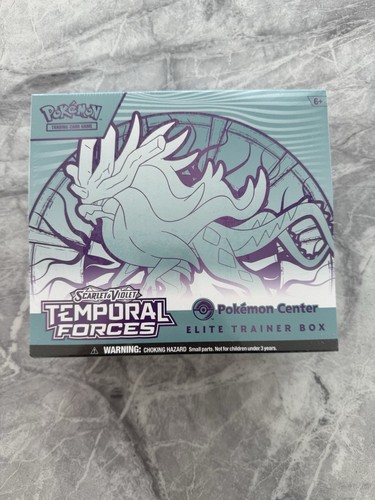 POKÉMON
TRADING CARD GAME
6+
SCARLET & VIOLET
TEMPORAL
FORCES
Pokémon Center
ELITE TRAINER BOX
WARNING: CHOKING HAZARD Small parts. Not for children under 3 years.